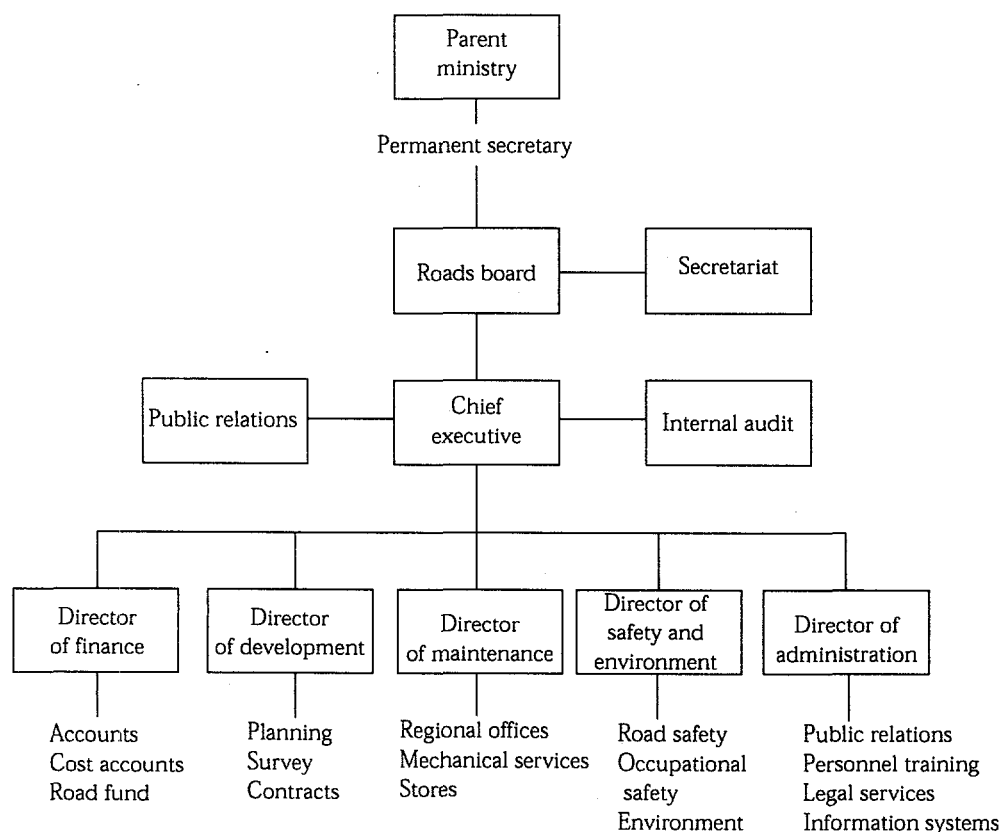 Parent
ministry
Permanent secretary
Roads board
Secretariat
Public relations
Chief
executive
Internal audit
Director
of finance
Director
of development
Director
of maintenance
Director of
safety and
environment
Director of
administration
Accounts
Cost accounts
Road fund
Planning
Survey
Contracts
Regional offices
Mechanical services
Stores
Road safety
Occupational
safety
Environment
Public relations
Personnel training
Legal services
Information systems